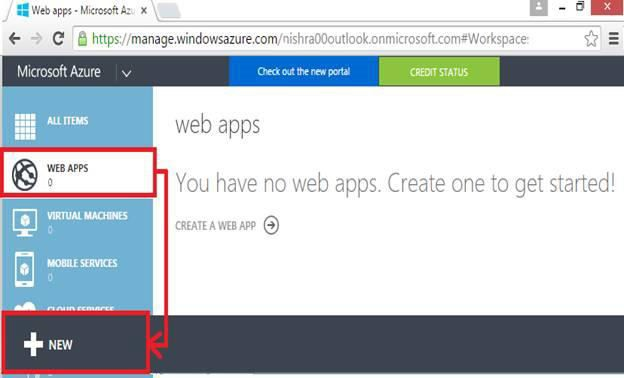 Web apps - Microsoft Azu
https://manage.windowsazure.com/nishra00outlook.onmicrosoft.com#Workspace
Microsoft Azure
Check out the new portal
CREDIT STATUS
ALL ITEMS
WEB APPS
0
VIRTUAL MACHINES
0
MOBILE SERVICES
0
CLOUD SERVICES
NEW
web apps
You have no web apps. Create one to get started!
CREATE A WEB APP